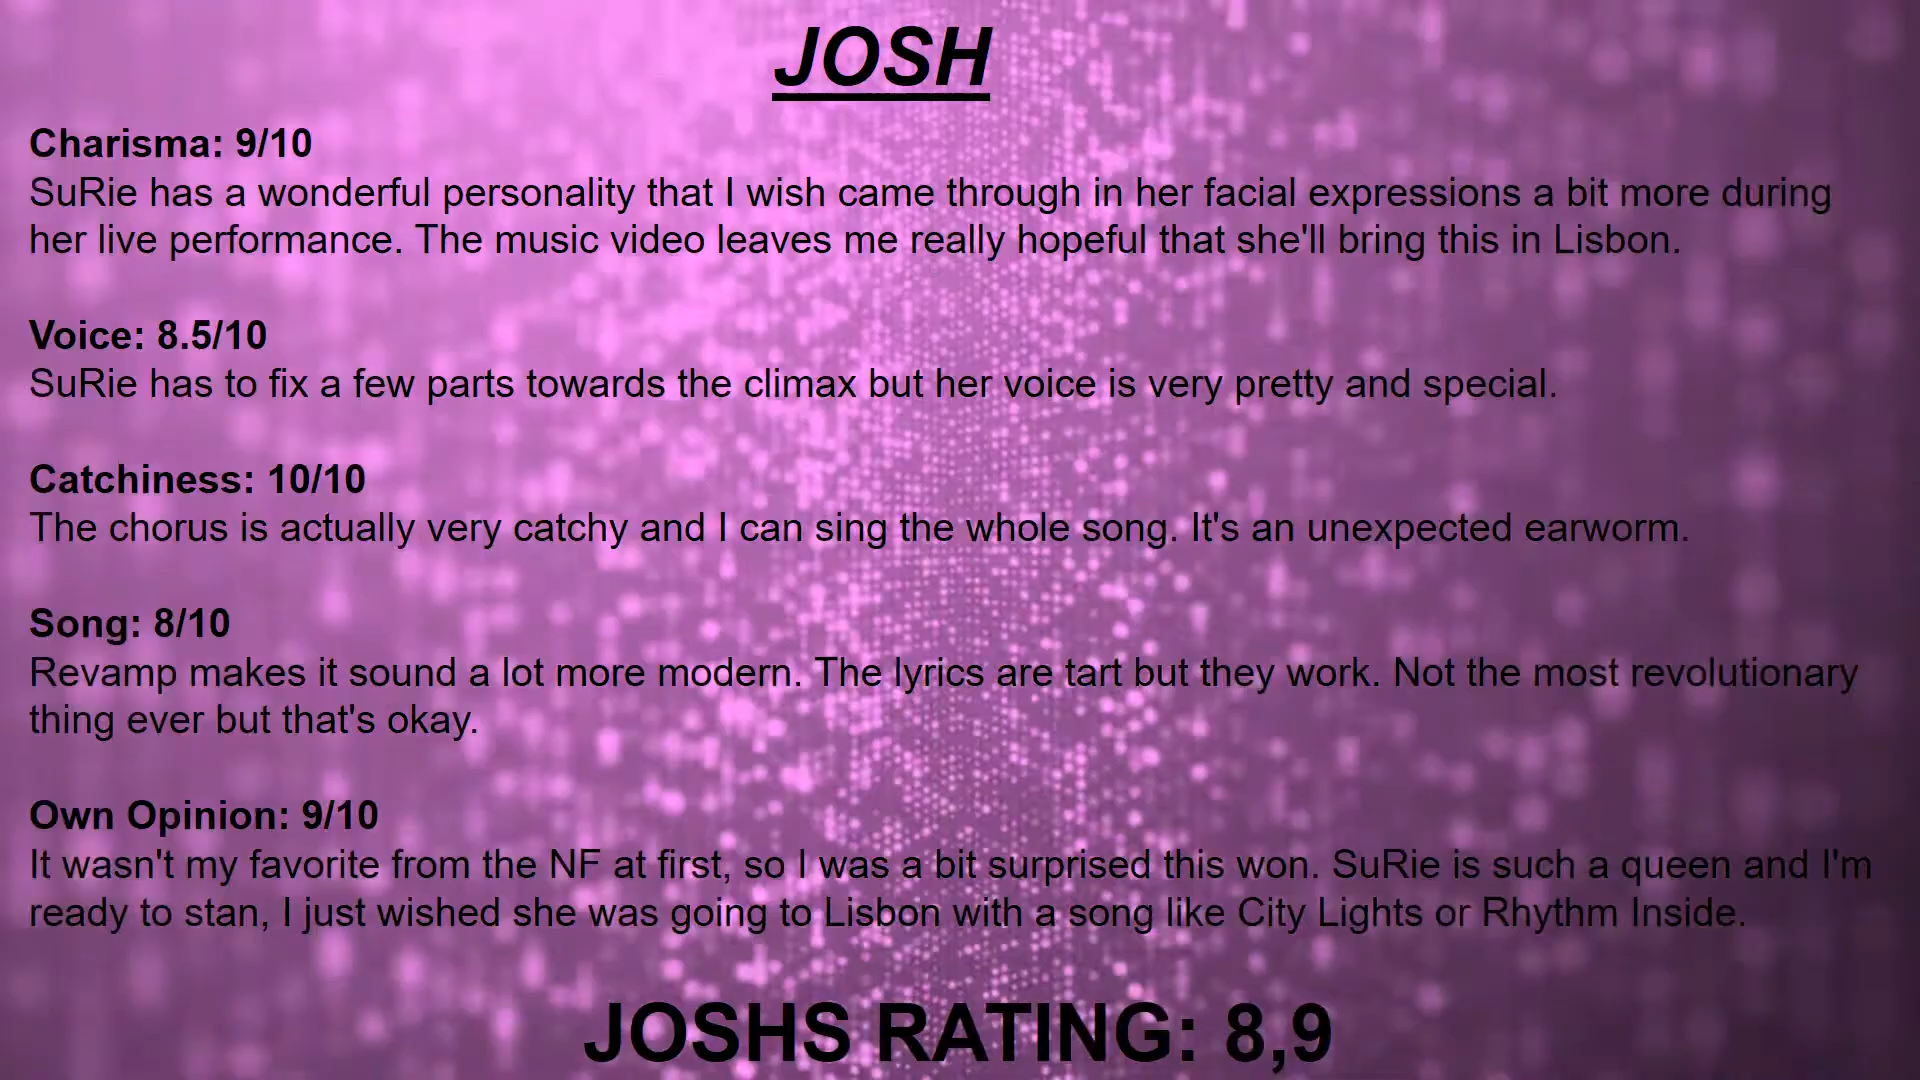 JOSH
Charisma: 9/10
SuRie has a wonderful personality that I wish came through in her facial expressions a bit more during
her live performance. The music video leaves me really hopeful that she'll bring this in Lisbon.
Voice: 8.5/10
SuRie has to fix a few parts towards the climax but her voice is very pretty and special.
Catchiness: 10/10
The chorus is actually very catchy and I can sing the whole song. It's an unexpected earworm.
Song: 8/10
Revamp makes it sound a lot more modern. The lyrics are tart but they work. Not the most revolutionary
thing ever but that's okay.
Own Opinion: 9/10
It wasn't my favorite from the NF at first, so I was a bit surprised this won. SuRie is such a queen and I'm
ready to stan, I just wished she was going to Lisbon with a song like City Lights or Rhythm Inside.
JOSHS RATING: 8,9